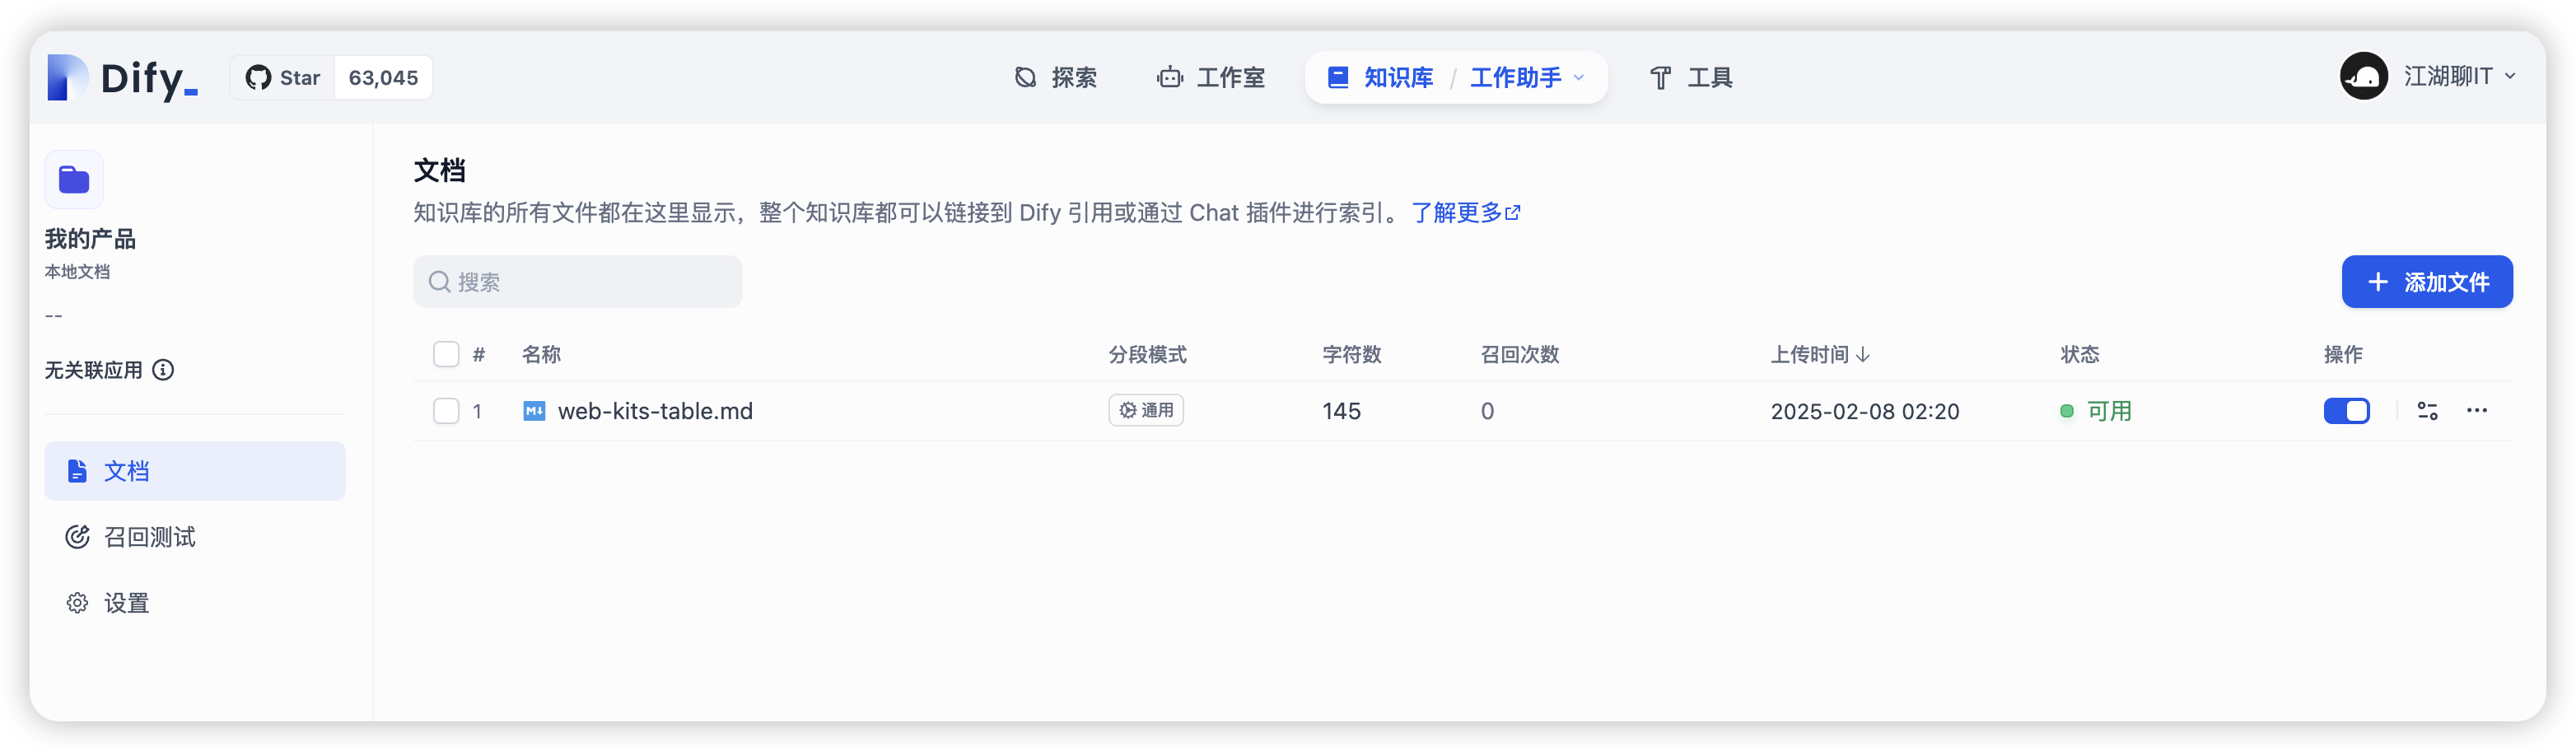 Dify_
Star 63,045
探索 工作室 知识库 / 工作助手 工具
江湖聊IT
我的产品
本地文档
--
无关联应用
文档
召回测试
设置
文档
知识库的所有文件都在这里显示，整个知识库都可以链接到 Dify 引用或通过 Chat 插件进行索引。 了解更多
搜索
+ 添加文件
# 名称 分段模式 字符数 召回次数 上传时间 ↓ 状态 操作
1 M↓ web-kits-table.md 通用 145 0 2025-02-08 02:20 可用